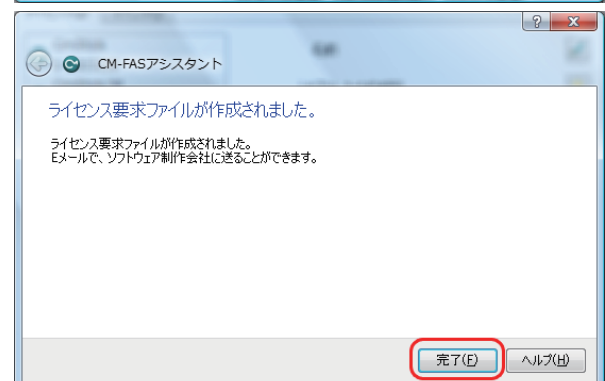 CM-FASアシスタント
ライセンス要求ファイルが作成されました。
ライセンス要求ファイルが作成されました。
Eメールで、ソフトウェア制作会社に送ることができます。
完了(F)
ヘルプ(H)